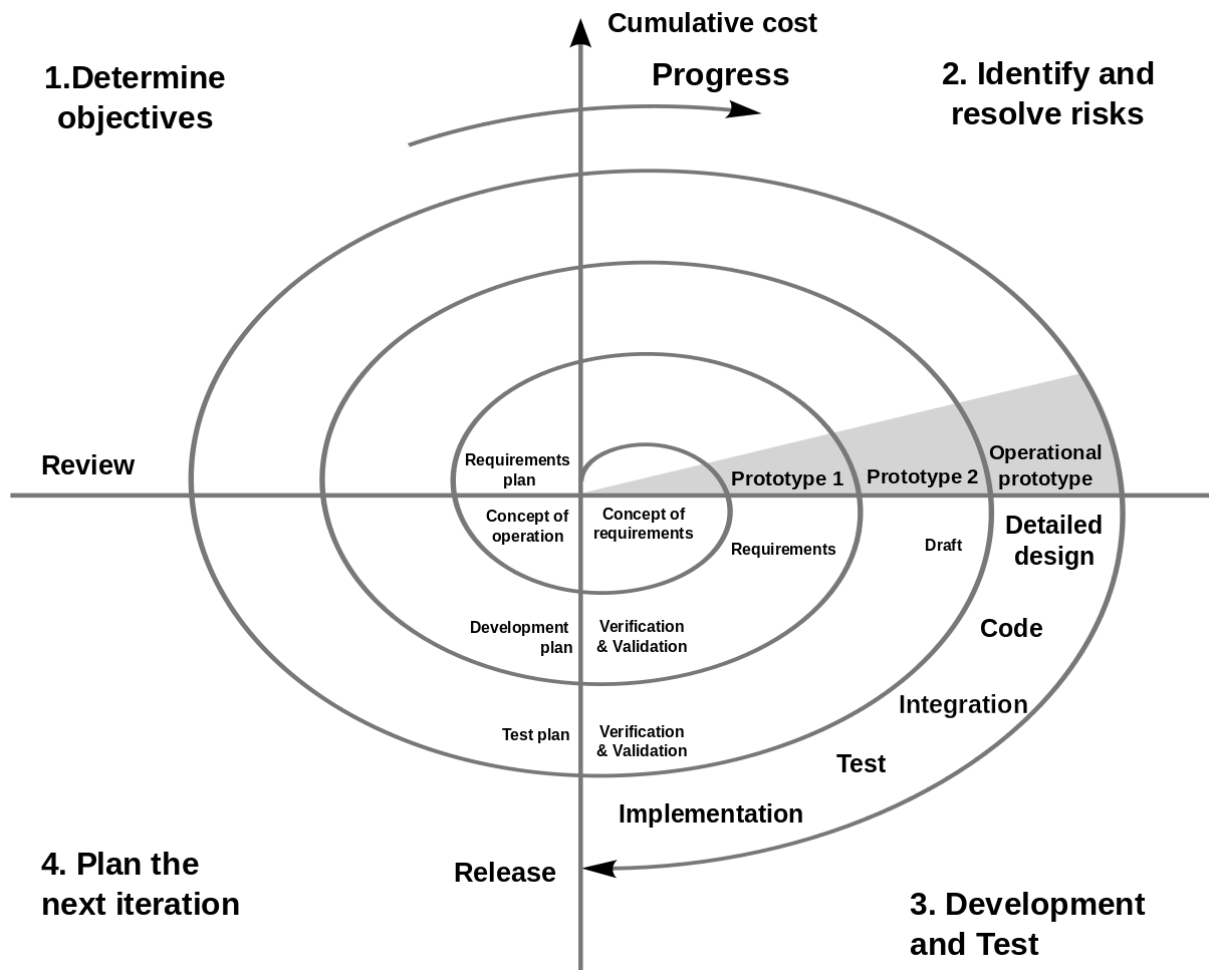 Cumulative cost
Progress
1.Determine
objectives
2. Identify and
resolve risks
Review
Requirements
plan
Prototype 1
Prototype 2
Operational
prototype
Concept of
operation
Concept of
requirements
Requirements
Draft
Detailed
design
Development
plan
Verification
& Validation
Code
Integration
Test plan
Verification
& Validation
Test
Implementation
Release
4. Plan the
next iteration
3. Development
and Test